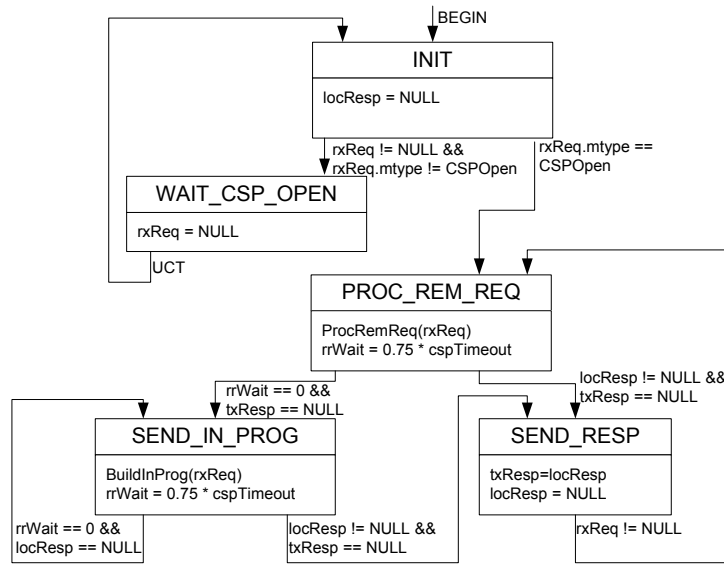 BEGIN
INIT
locResp = NULL
rxReq != NULL &&
rxReq.mtype != CSPOpen
rxReq.mtype ==
CSPOpen
WAIT_CSP_OPEN
rxReq = NULL
UCT
PROC_REM_REQ
ProcRemReq(rxReq)
rrWait = 0.75 * cspTimeout
rrWait == 0 &&
txResp == NULL
locResp != NULL &&
txResp == NULL
SEND_IN_PROG
BuildInProg(rxReq)
rrWait = 0.75 * cspTimeout
SEND_RESP
txResp=locResp
locResp = NULL
rrWait == 0 &&
locResp == NULL
locResp != NULL &&
txResp == NULL
rxReq != NULL